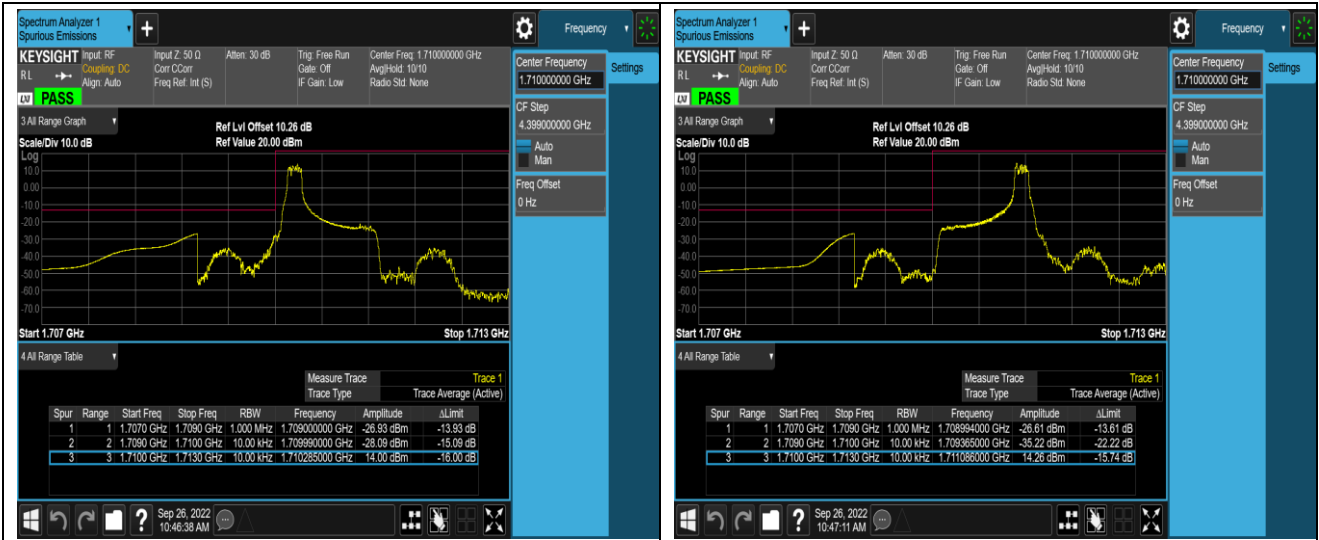 Spectrum Analyzer 1
Spurious Emissions
+
Frequency
KEYSIGHT Input: RF Input Z: 50 Ω Atten: 30 dB Trig: Free Run Center Freq: 1.710000000 GHz
RL Coupling: DC Corr CCorr Gate: Off Avg|Hold: 10/10
Align: Auto Freq Ref: Int (S) IF Gain: Low Radio Std: None
LXI PASS
Center Frequency
1.710000000 GHz
Settings
CF Step
4.399000000 GHz
Auto
Man
Freq Offset
0 Hz
3 All Range Graph
Ref Lvl Offset 10.26 dB
Scale/Div 10.0 dB Ref Value 20.00 dBm
Log
10.0
0.00
-10.0
-20.0
-30.0
-40.0
-50.0
-60.0
-70.0
Start 1.707 GHz Stop 1.713 GHz
4 All Range Table
Measure Trace Trace 1
Trace Type Trace Average (Active)
Spur Range Start Freq Stop Freq RBW Frequency Amplitude ΔLimit
1 1 1.7070 GHz 1.7090 GHz 1.000 MHz 1.709000000 GHz -26.93 dBm -13.93 dB
2 2 1.7090 GHz 1.7100 GHz 10.00 kHz 1.709990000 GHz -28.09 dBm -15.09 dB
3 3 1.7100 GHz 1.7130 GHz 10.00 kHz 1.710285000 GHz 14.00 dBm -16.00 dB
?
Sep 26, 2022
10:46:38 AM
Spectrum Analyzer 1
Spurious Emissions
+
Frequency
KEYSIGHT Input: RF Input Z: 50 Ω Atten: 30 dB Trig: Free Run Center Freq: 1.710000000 GHz
RL Coupling: DC Corr CCorr Gate: Off Avg|Hold: 10/10
Align: Auto Freq Ref: Int (S) IF Gain: Low Radio Std: None
LXI PASS
Center Frequency
1.710000000 GHz
Settings
CF Step
4.399000000 GHz
Auto
Man
Freq Offset
0 Hz
3 All Range Graph
Ref Lvl Offset 10.26 dB
Scale/Div 10.0 dB Ref Value 20.00 dBm
Log
10.0
0.00
-10.0
-20.0
-30.0
-40.0
-50.0
-60.0
-70.0
Start 1.707 GHz Stop 1.713 GHz
4 All Range Table
Measure Trace Trace 1
Trace Type Trace Average (Active)
Spur Range Start Freq Stop Freq RBW Frequency Amplitude ΔLimit
1 1 1.7070 GHz 1.7090 GHz 1.000 MHz 1.708994000 GHz -26.61 dBm -13.61 dB
2 2 1.7090 GHz 1.7100 GHz 10.00 kHz 1.709365000 GHz -35.22 dBm -22.22 dB
3 3 1.7100 GHz 1.7130 GHz 10.00 kHz 1.711086000 GHz 14.26 dBm -15.74 dB
?
Sep 26, 2022
10:47:11 AM